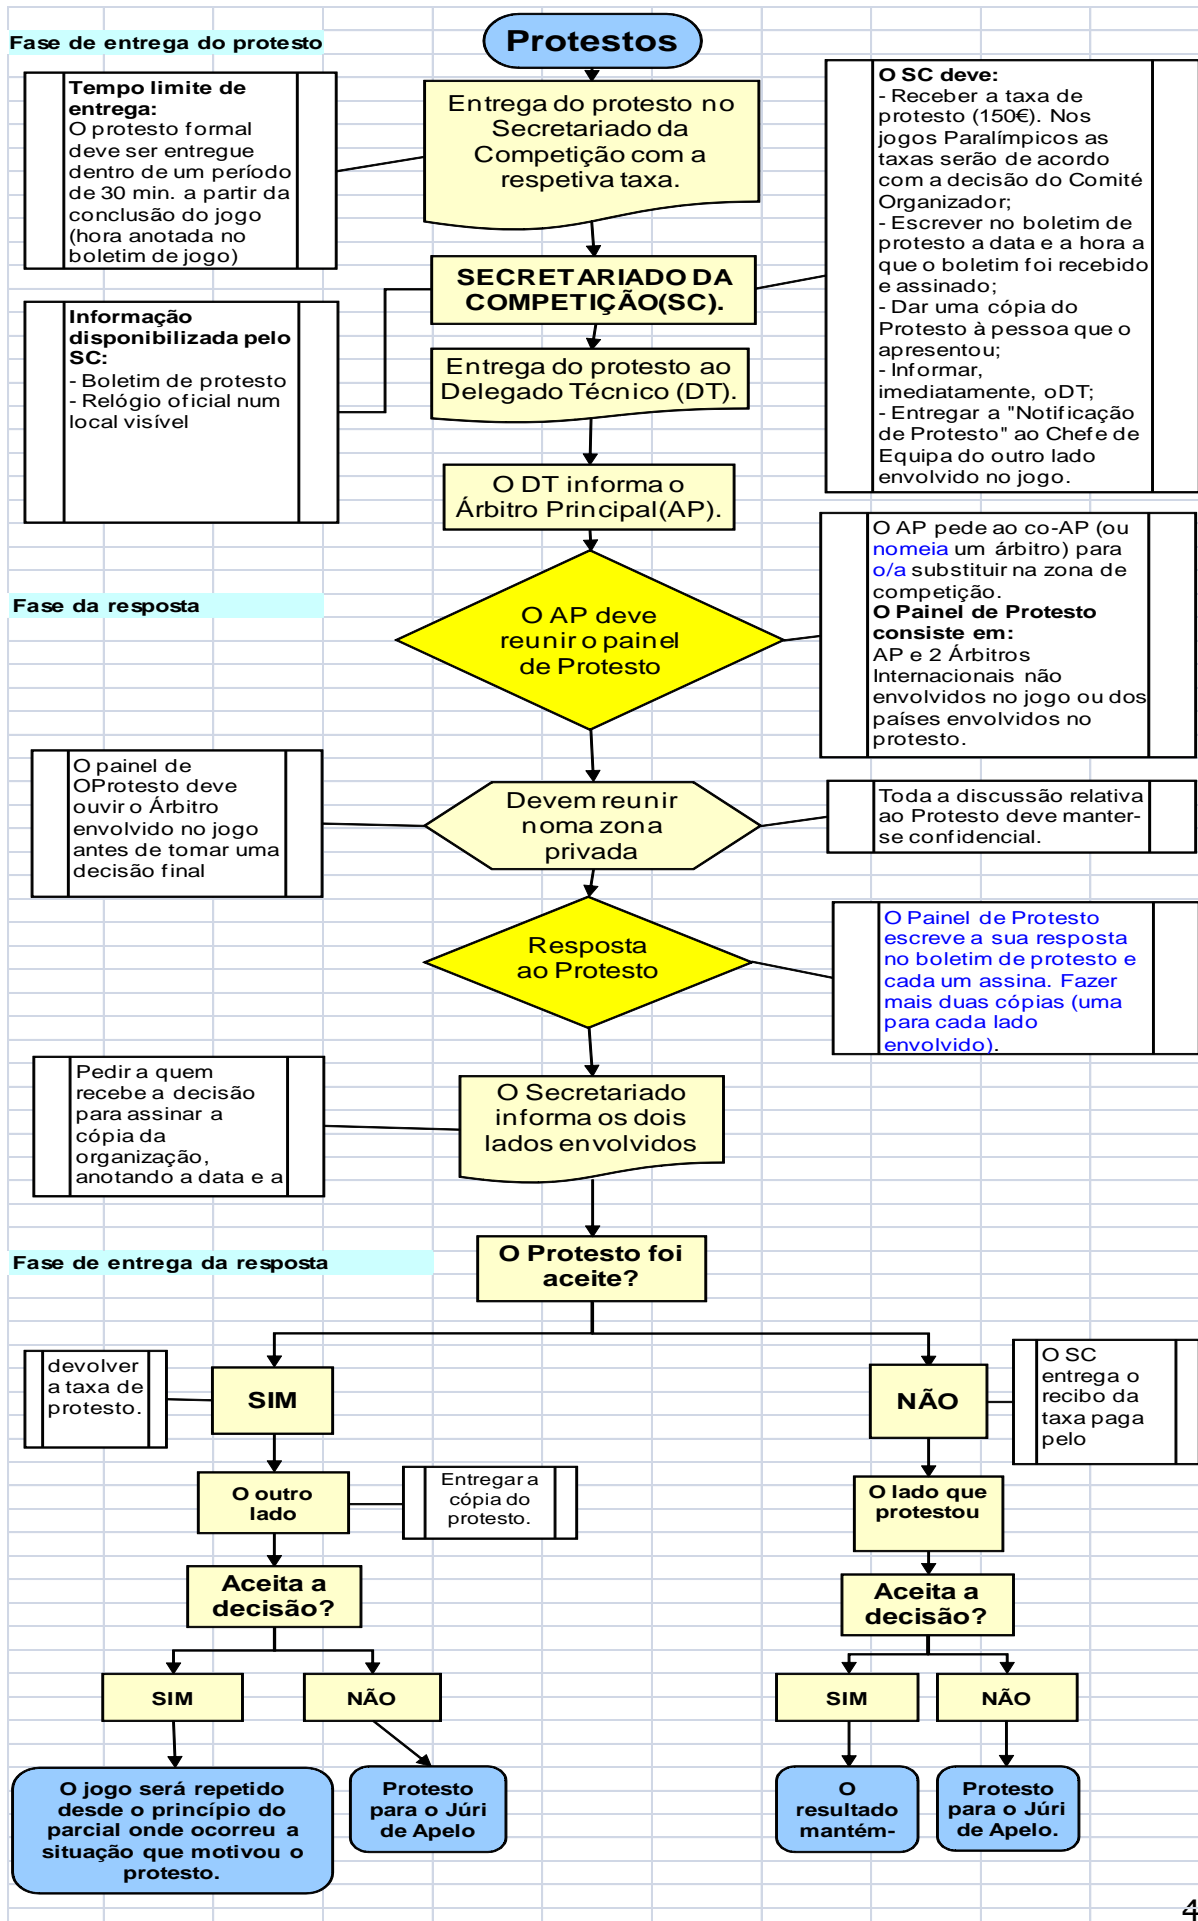 Protestos
Fase de entrega do protesto
Tempo limite de
entrega:
O protesto formal
deve ser entregue
dentro de um período
de 30 min. a partir da
conclusão do jogo
(hora anotada no
boletim de jogo)
Entrega do protesto no
Secretariado da
Competição com a
respetiva taxa.
O SC deve:
- Receber a taxa de
protesto (150€). Nos
jogos Paralímpicos as
taxas serão de acordo
com a decisão do Comité
Organizador;
- Escrever no boletim de
protesto a data e a hora a
que o boletim foi recebido
e assinado;
- Dar uma cópia do
Protesto à pessoa que o
apresentou;
- Informar,
imediatamente, oDT;
- Entregar a "Notificação
de Protesto" ao Chefe de
Equipa do outro lado
envolvido no jogo.
SECRETARIADO DA
COMPETIÇÃO(SC).
Informação
disponibilizada pelo
SC:
- Boletim de protesto
- Relógio oficial num
local visível
Entrega do protesto ao
Delegado Técnico (DT).
O DT informa o
Árbitro Principal(AP).
Fase da resposta
O AP deve
reunir o painel
de Protesto
O AP pede ao co-AP (ou
nomeia um árbitro) para
o/a substituir na zona de
competição.
O Painel de Protesto
consiste em:
AP e 2 Árbitros
Internacionais não
envolvidos no jogo ou dos
países envolvidos no
protesto.
O painel de
OProtesto deve
ouvir o Árbitro
envolvido no jogo
antes de tomar uma
decisão final
Devem reunir
noma zona
privada
Toda a discussão relativa
ao Protesto deve manter-
se confidencial.
Resposta
ao Protesto
O Painel de Protesto
escreve a sua resposta
no boletim de protesto e
cada um assina. Fazer
mais duas cópias (uma
para cada lado
envolvido).
Pedir a quem
recebe a decisão
para assinar a
cópia da
organização,
anotando a data e a
O Secretariado
informa os dois
lados envolvidos
Fase de entrega da resposta
O Protesto foi
aceite?
devolver
a taxa de
protesto.
SIM
NÃO
O SC
entrega o
recibo da
taxa paga
pelo
O outro
lado
Entregar a
cópia do
protesto.
O lado que
protestou
Aceita a
decisão?
Aceita a
decisão?
SIM
NÃO
SIM
NÃO
O jogo será repetido
desde o princípio do
parcial onde ocorreu a
situação que motivou o
protesto.
Protesto
para o Júri
de Apelo
O
resultado
mantém-
Protesto
para o Júri
de Apelo.
4